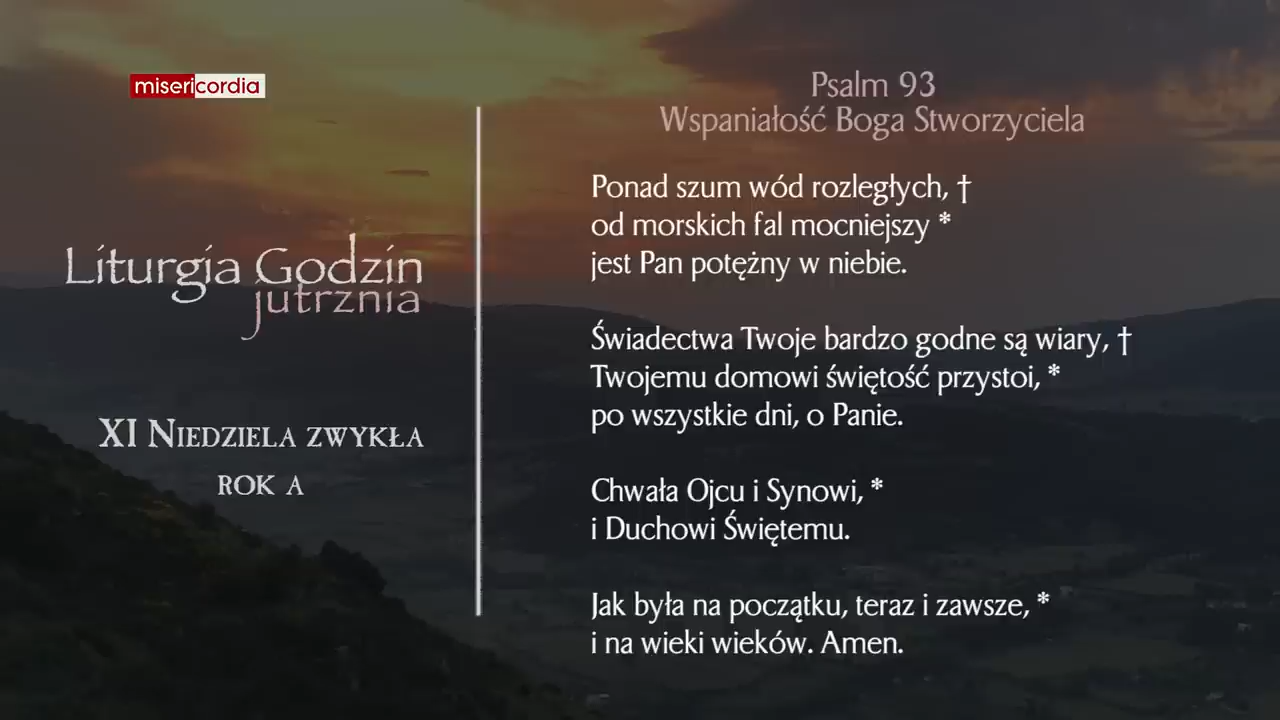 misericordia
Liturgia Godzin
jutrznia
XI Niedziela zwykła
rok A
Psalm 93
Wspaniałość Boga Stworzyciela
Ponad szum wód rozległych, †
od morskich fal mocniejszy *
jest Pan potężny w niebie.
Świadectwa Twoje bardzo godne są wiary, †
Twojemu domowi świętość przystoi, *
po wszystkie dni, o Panie.
Chwała Ojcu i Synowi, *
i Duchowi Świętemu.
Jak była na początku, teraz i zawsze, *
i na wieki wieków. Amen.